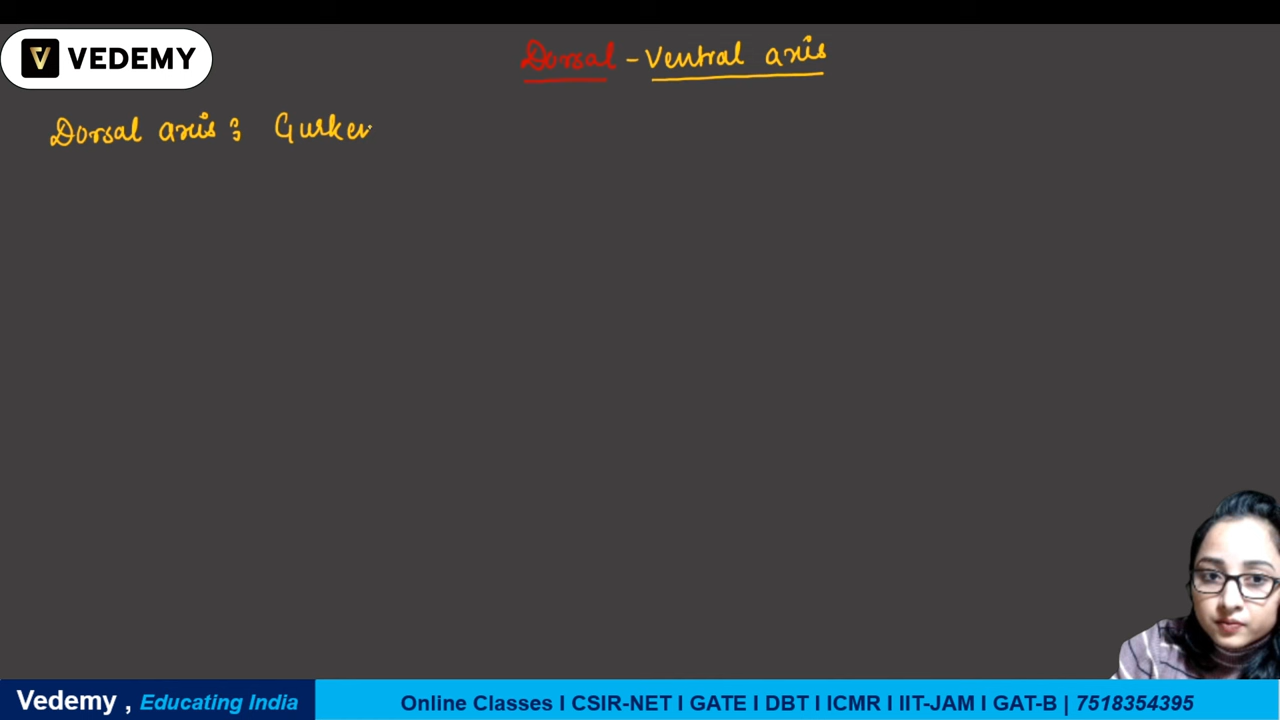 VEDEMY
Dorsal - Ventral axis
Dorsal axis : Gurken
Vedemy , Educating India
Online Classes I CSIR-NET I GATE I DBT I ICMR I IIT-JAM I GAT-B | 7518354395